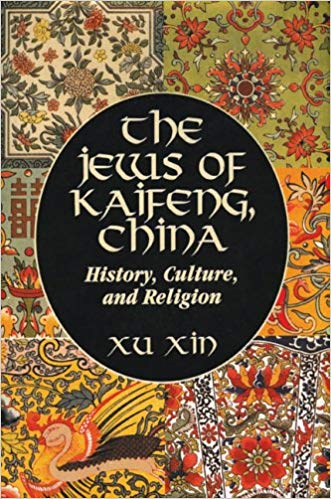 The
Jews of
Kaifeng,
China
History, Culture,
and Religion
Xu Xin